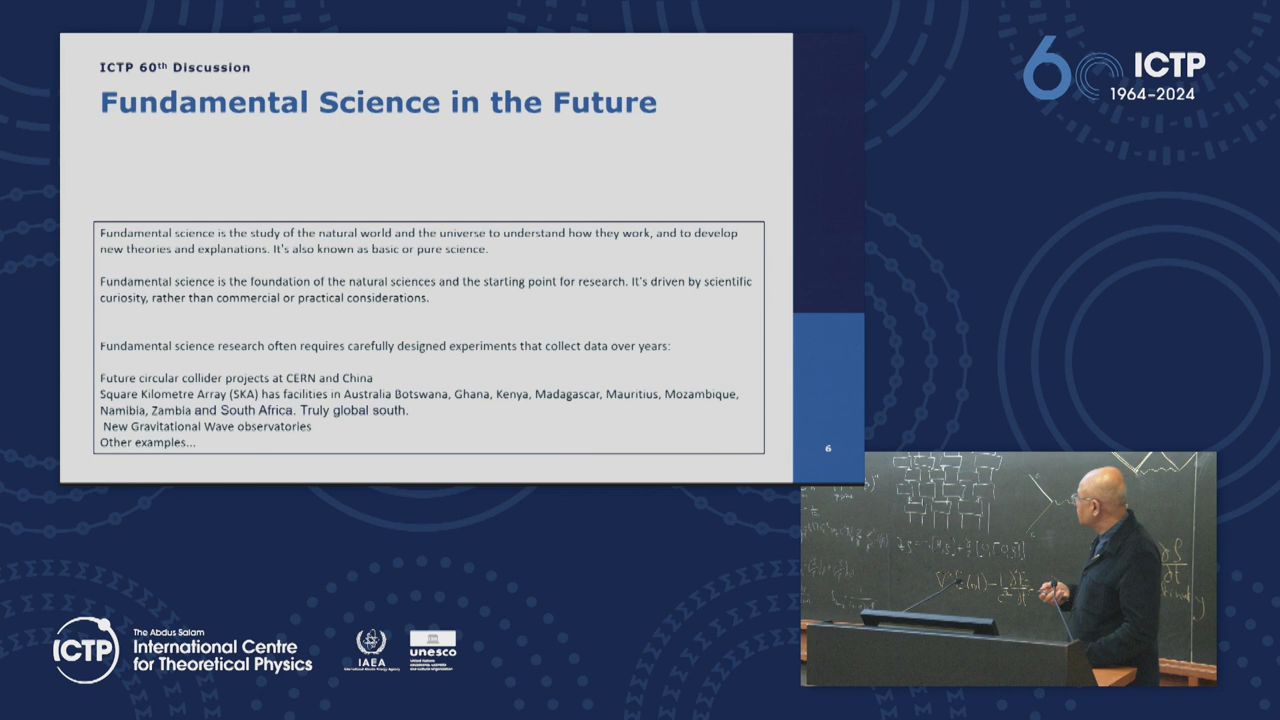 ICTP 60th Discussion
Fundamental Science in the Future
Fundamental science is the study of the natural world and the universe to understand how they work, and to develop
new theories and explanations. It's also known as basic or pure science.
Fundamental science is the foundation of the natural sciences and the starting point for research. It's driven by scientific
curiosity, rather than commercial or practical considerations.
Fundamental science research often requires carefully designed experiments that collect data over years:
Future circular collider projects at CERN and China
Square Kilometre Array (SKA) has facilities in Australia Botswana, Ghana, Kenya, Madagascar, Mauritius, Mozambique,
Namibia, Zambia and South Africa. Truly global south.
New Gravitational Wave observatories
Other examples...
6
60 ICTP
1964–2024
ICTP
The Abdus Salam
International Centre
for Theoretical Physics
IAEA
International Atomic Energy Agency
unesco